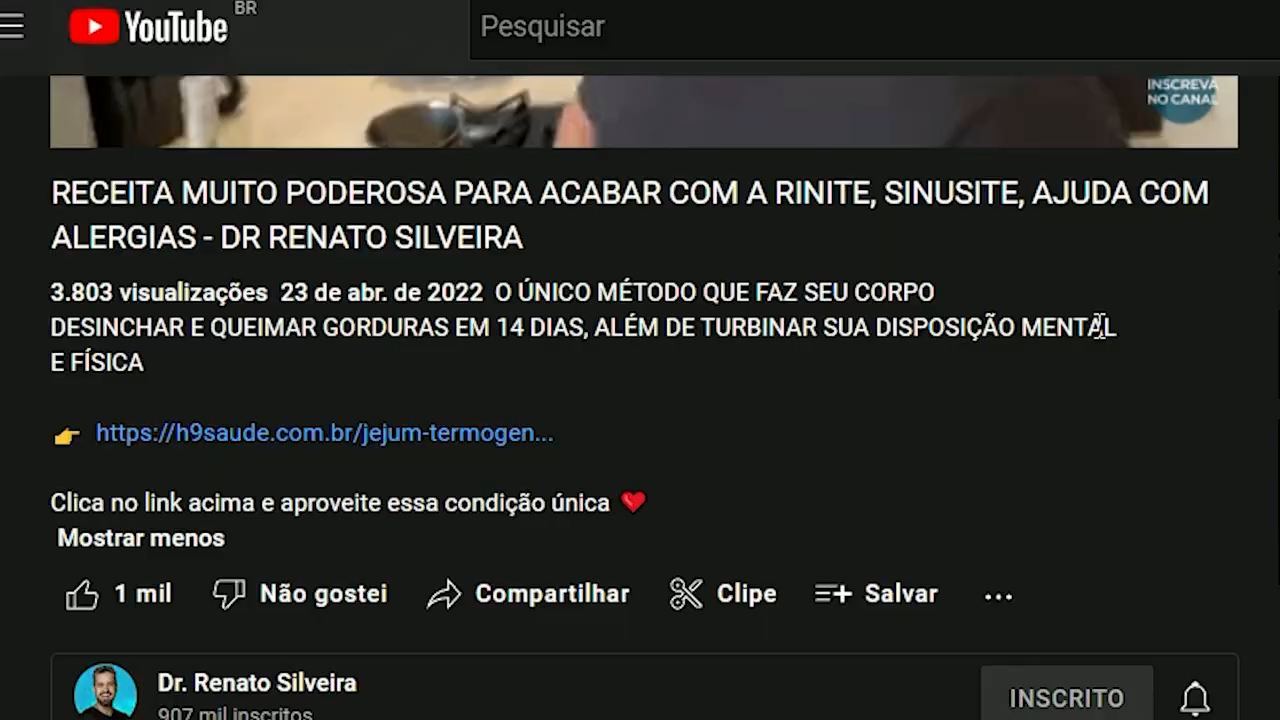 YouTube BR
Pesquisar
INSCREVA
NO CANAL
RECEITA MUITO PODEROSA PARA ACABAR COM A RINITE, SINUSITE, AJUDA COM
ALERGIAS - DR RENATO SILVEIRA
3.803 visualizações 23 de abr. de 2022 O ÚNICO MÉTODO QUE FAZ SEU CORPO
DESINCHAR E QUEIMAR GORDURAS EM 14 DIAS, ALÉM DE TURBINAR SUA DISPOSIÇÃO MENTAL
E FÍSICA
https://h9saude.com.br/jejum-termogen...
Clica no link acima e aproveite essa condição única
Mostrar menos
1 mil Não gostei Compartilhar Clipe Salvar ...
Dr. Renato Silveira
INSCRITO
907 mil inscritos